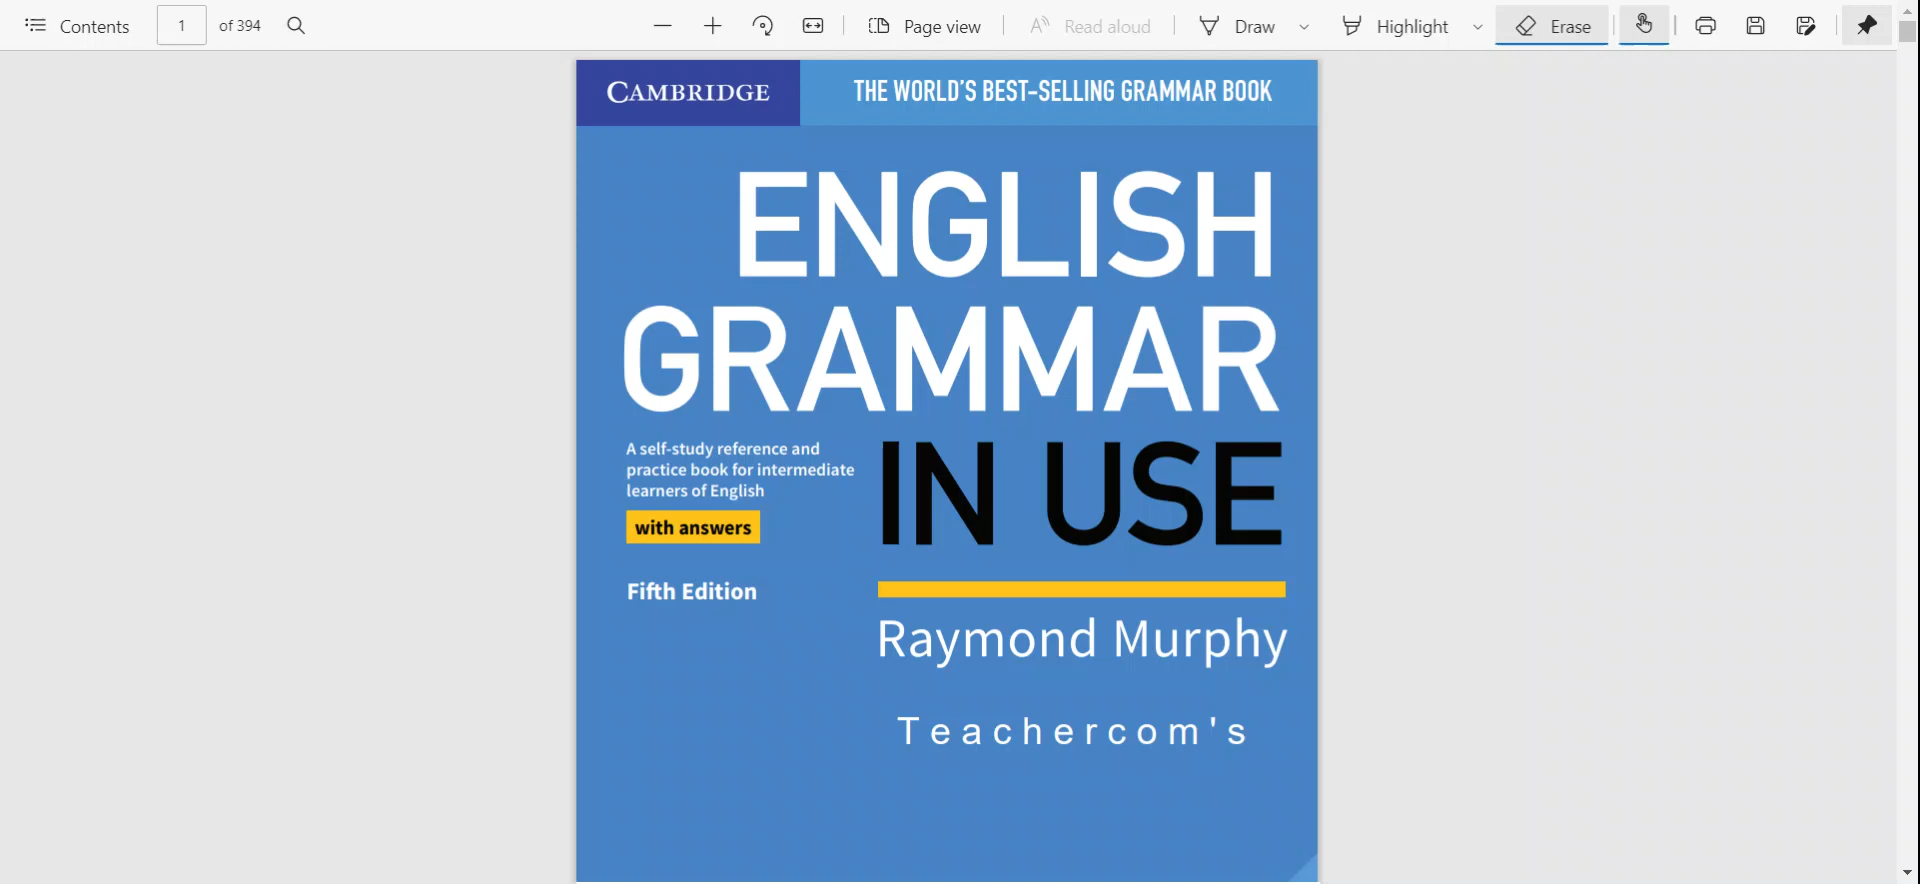 Contents 1 of 394 Page view Read aloud Draw Highlight Erase
CAMBRIDGE THE WORLD'S BEST-SELLING GRAMMAR BOOK
ENGLISH
GRAMMAR
IN USE
A self-study reference and
practice book for intermediate
learners of English
with answers
Fifth Edition
Raymond Murphy
Teachercom's